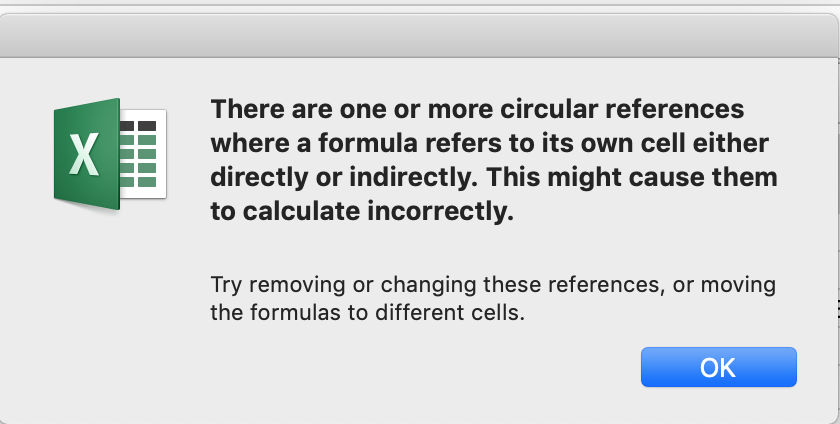 X
There are one or more circular references
where a formula refers to its own cell either
directly or indirectly. This might cause them
to calculate incorrectly.
Try removing or changing these references, or moving
the formulas to different cells.
OK